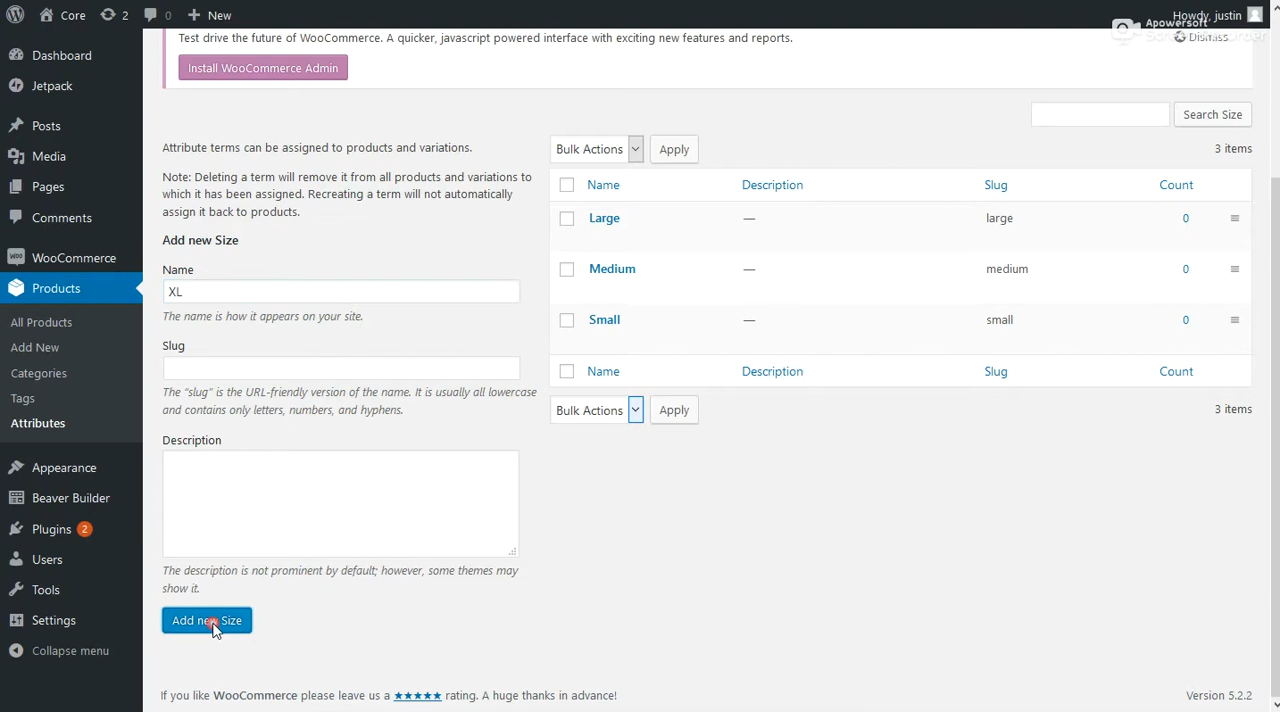 Core
2
0
New
Howdy, justin
Apowersoft
Dismiss
Dashboard
Jetpack
Posts
Media
Pages
Comments
WooCommerce
Products
All Products
Add New
Categories
Tags
Attributes
Appearance
Beaver Builder
Plugins 2
Users
Tools
Settings
Collapse menu
Test drive the future of WooCommerce. A quicker, javascript powered interface with exciting new features and reports.
Install WooCommerce Admin
Search Size
Attribute terms can be assigned to products and variations.
Note: Deleting a term will remove it from all products and variations to
which it has been assigned. Recreating a term will not automatically
assign it back to products.
Add new Size
Name
XL
The name is how it appears on your site.
Slug
The “slug” is the URL-friendly version of the name. It is usually all lowercase
and contains only letters, numbers, and hyphens.
Description
The description is not prominent by default; however, some themes may
show it.
Add new Size
Bulk Actions Apply 3 items
Name Description Slug Count
Large — large 0
Medium — medium 0
Small — small 0
Name Description Slug Count
Bulk Actions Apply 3 items
If you like WooCommerce please leave us a ★★★★★ rating. A huge thanks in advance!
Version 5.2.2